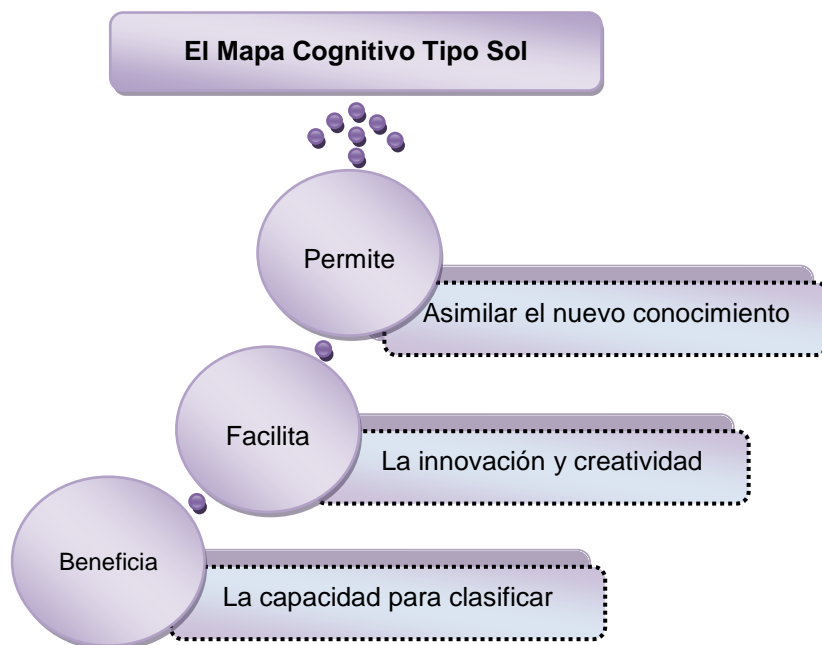 El Mapa Cognitivo Tipo Sol
Permite
Asimilar el nuevo conocimiento
Facilita
La innovación y creatividad
Beneficia
La capacidad para clasificar